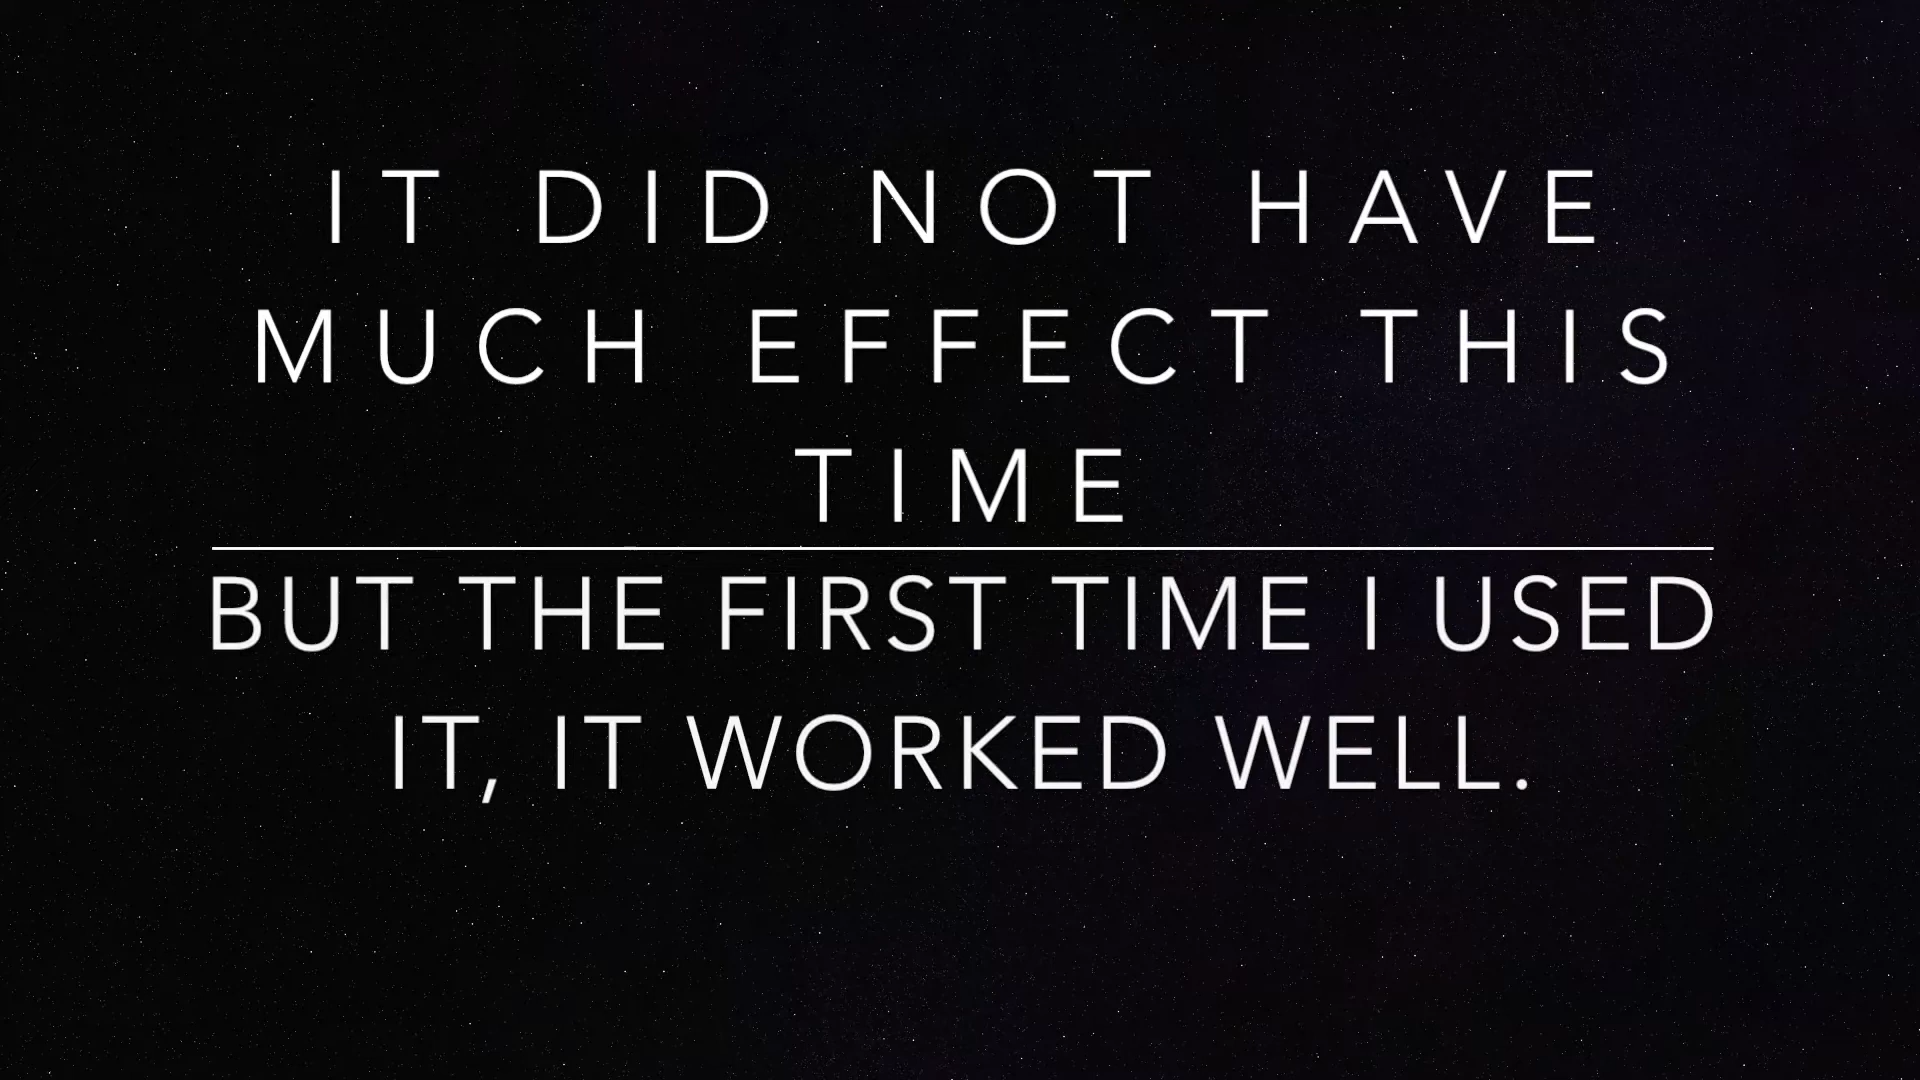 IT DID NOT HAVE
MUCH EFFECT THIS
TIME
BUT THE FIRST TIME I USED
IT, IT WORKED WELL.